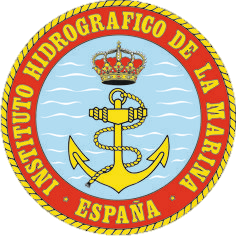 INSTITUTO HIDROGRAFICO DE LA MARINA
· ESPAÑA ·